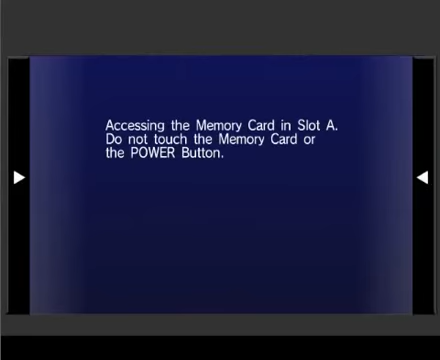 Accessing the Memory Card in Slot A.
Do not touch the Memory Card or
the POWER Button.